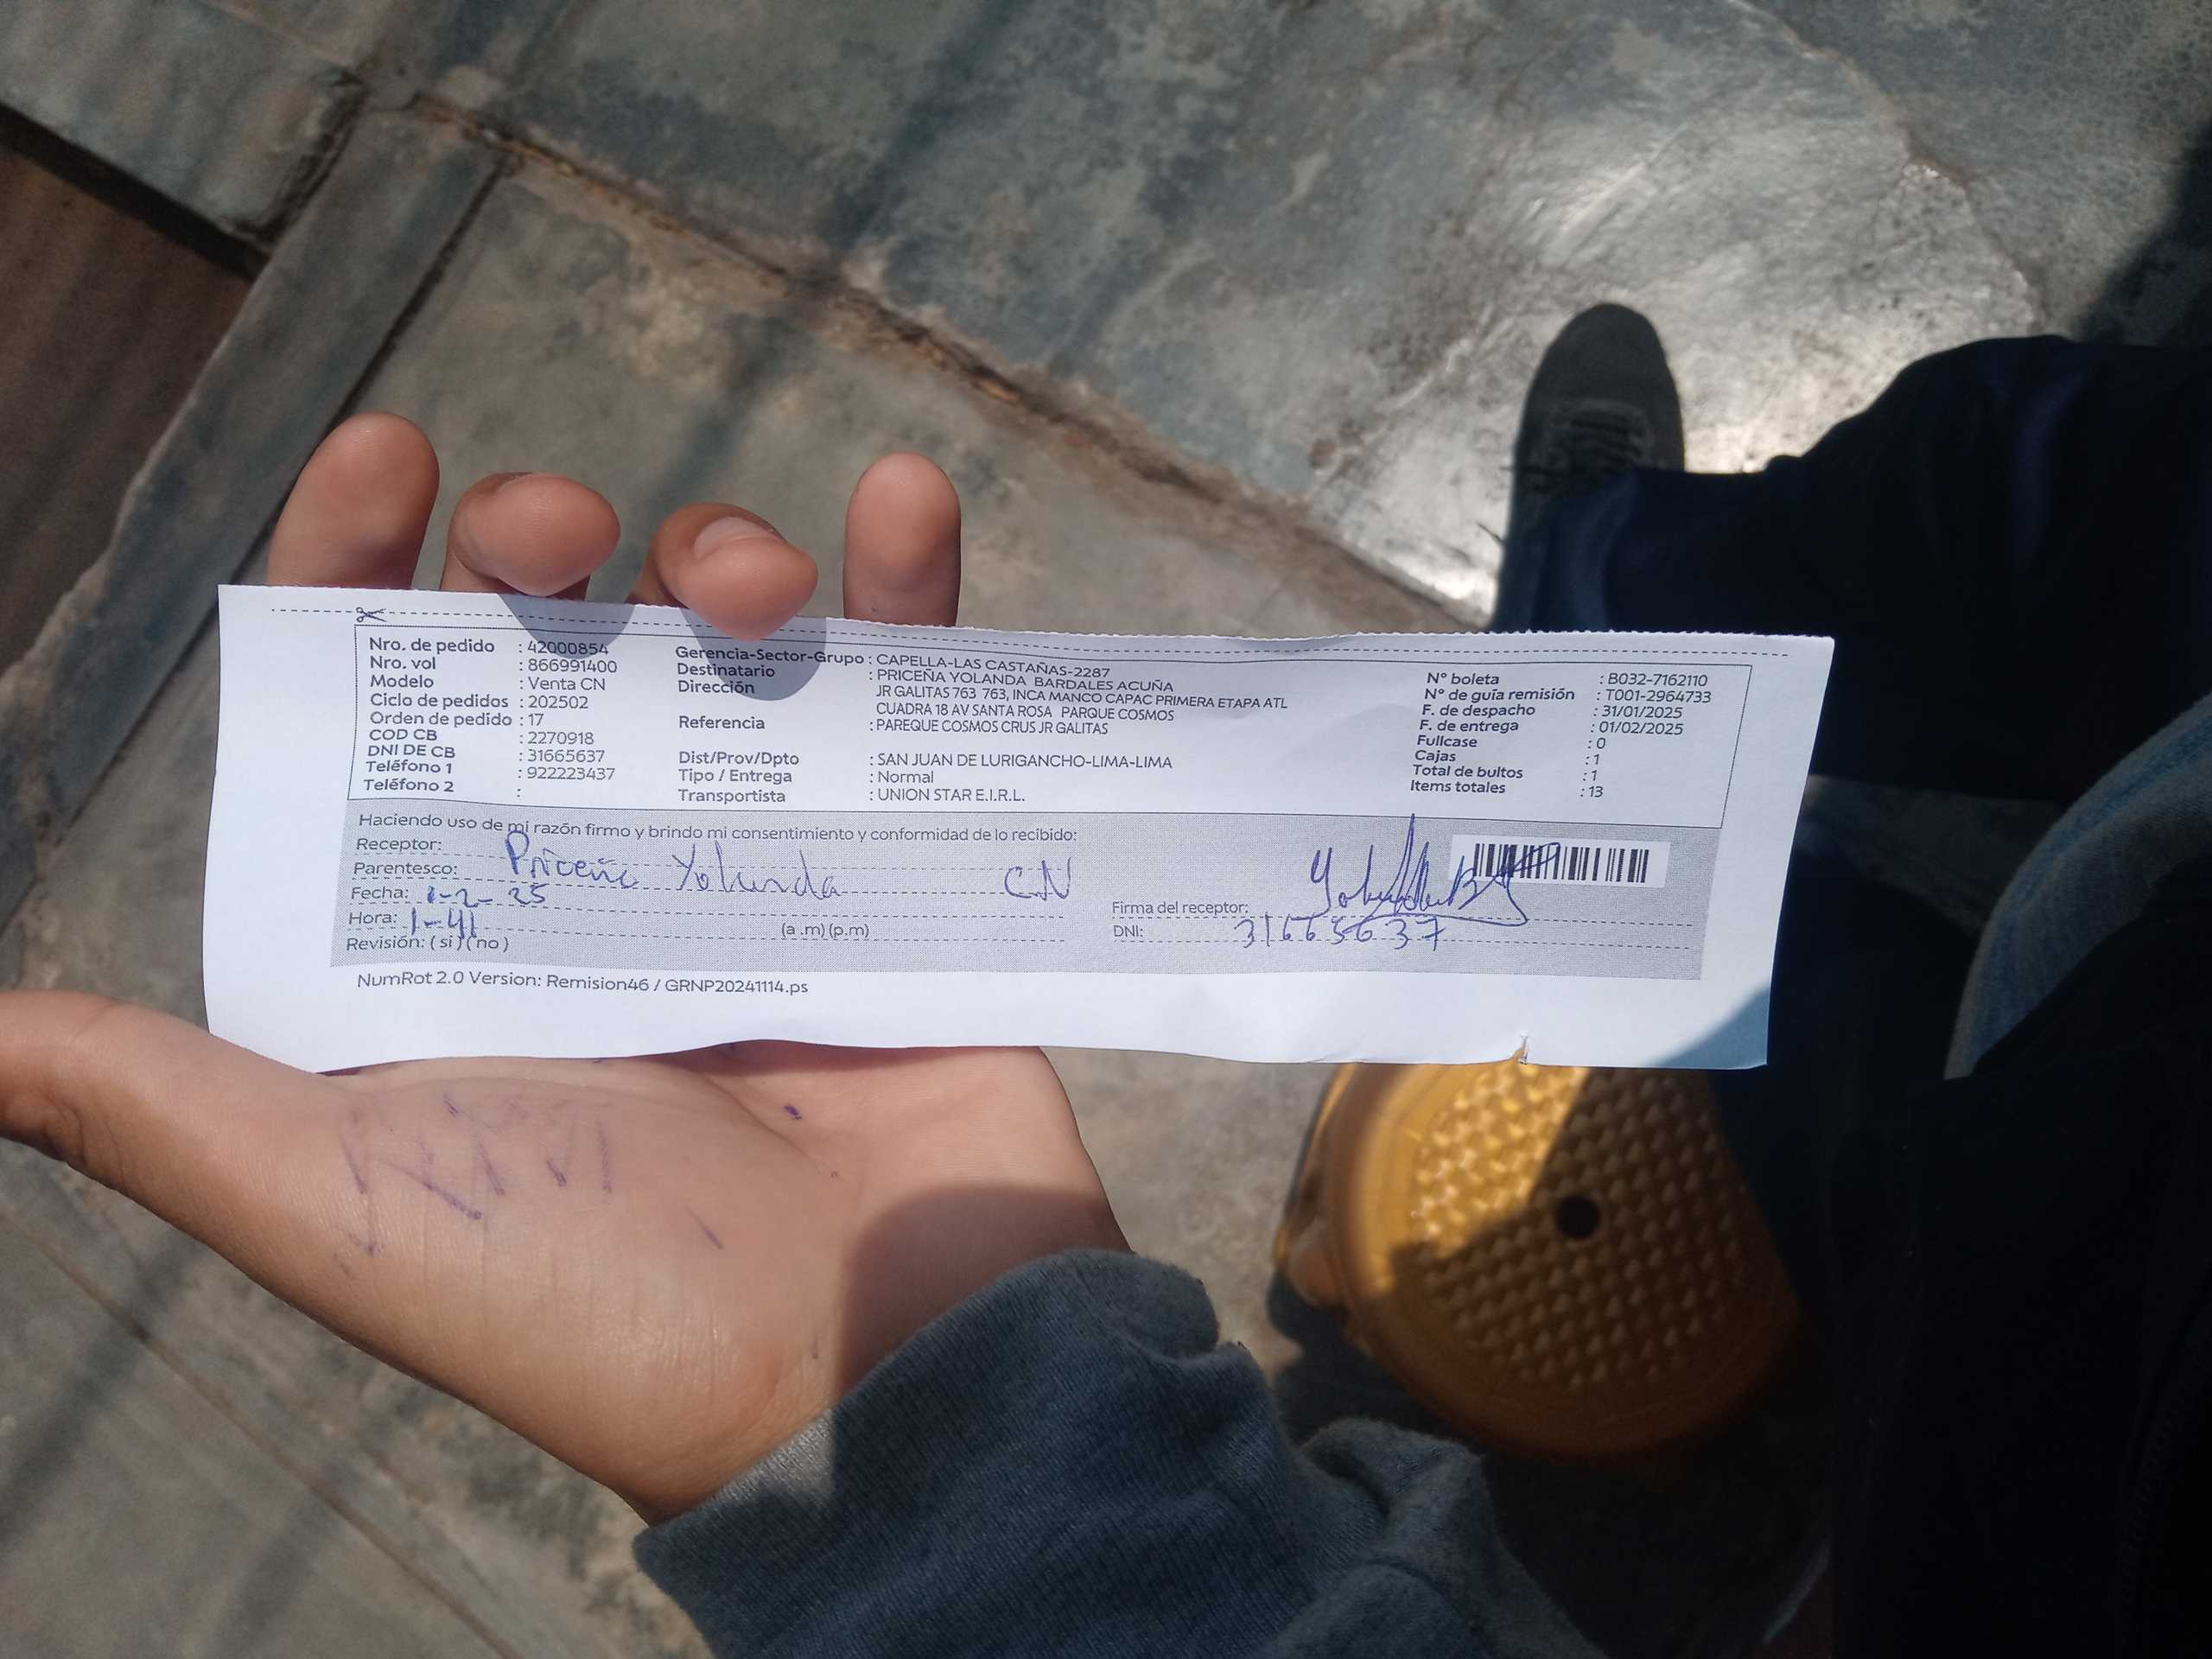 Nro. de pedido : 42000854
Nro. vol : 866991400
Modelo : Venta CN
Ciclo de pedidos : 202502
Orden de pedido : 17
COD CB : 2270918
DNI DE CB : 31665637
Teléfono 1 : 922223437
Teléfono 2 :
Gerencia-Sector-Grupo : CAPELLA-LAS CASTAÑAS-2287
Destinatario : PRICEÑA YOLANDA BARDALES ACUÑA
Dirección JR GALITAS 763 763, INCA MANCO CAPAC PRIMERA ETAPA ATL
CUADRA 18 AV SANTA ROSA PARQUE COSMOS
Referencia : PAREQUE COSMOS CRUS JR GALITAS
Dist/Prov/Dpto : SAN JUAN DE LURIGANCHO-LIMA-LIMA
Tipo / Entrega : Normal
Transportista : UNION STAR E.I.R.L.
N° boleta : B032-7162110
N° de guía remisión : T001-2964733
F. de despacho : 31/01/2025
F. de entrega : 01/02/2025
Fullcase : 0
Cajas : 1
Total de bultos : 1
Items totales : 13
Haciendo uso de mi razón firmo y brindo mi consentimiento y conformidad de lo recibido:
Receptor:
Parentesco: Priceña Yolanda CN
Fecha: 1-2-25
Hora: 1-41 (a .m) (p.m)
Revisión: ( si ) ( no )
Firma del receptor:
DNI: 31665637
NumRot 2.0 Version: Remision46 / GRNP20241114.ps